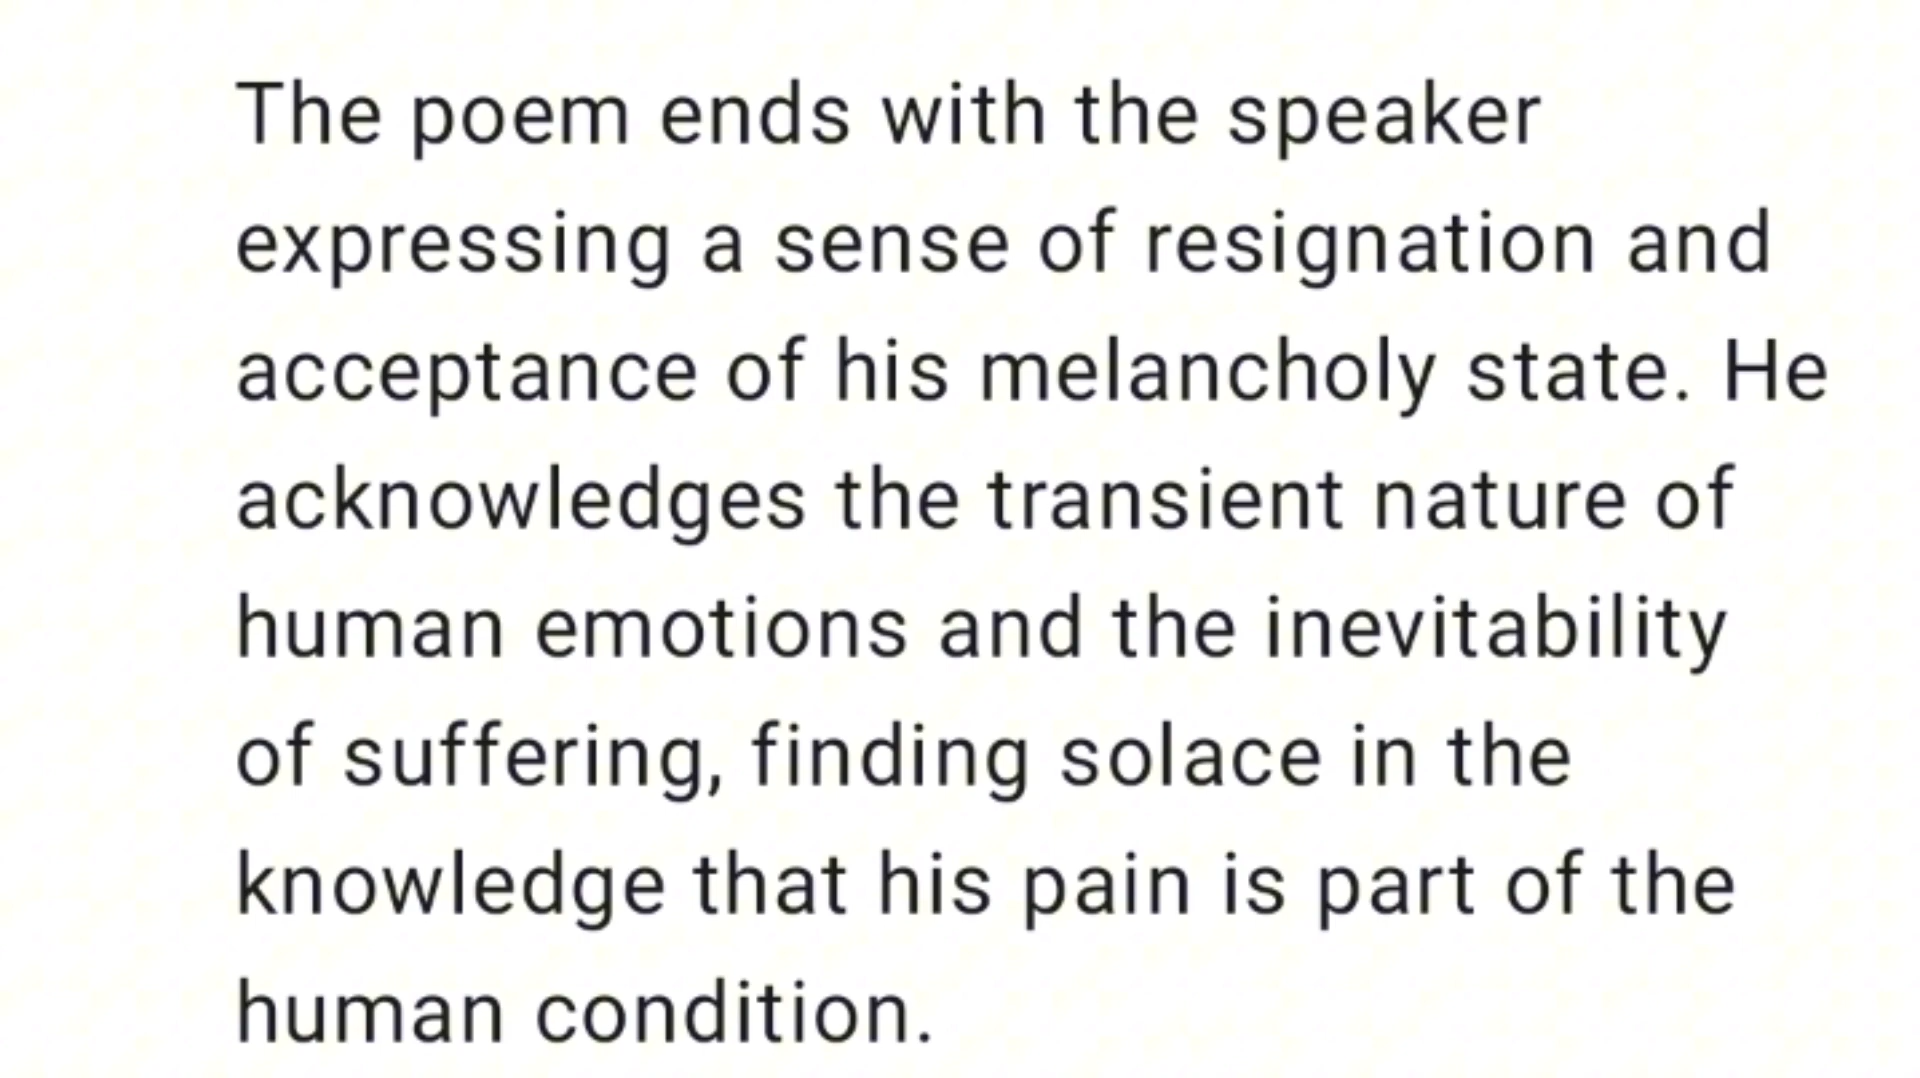 The poem ends with the speaker
expressing a sense of resignation and
acceptance of his melancholy state. He
acknowledges the transient nature of
human emotions and the inevitability
of suffering, finding solace in the
knowledge that his pain is part of the
human condition.